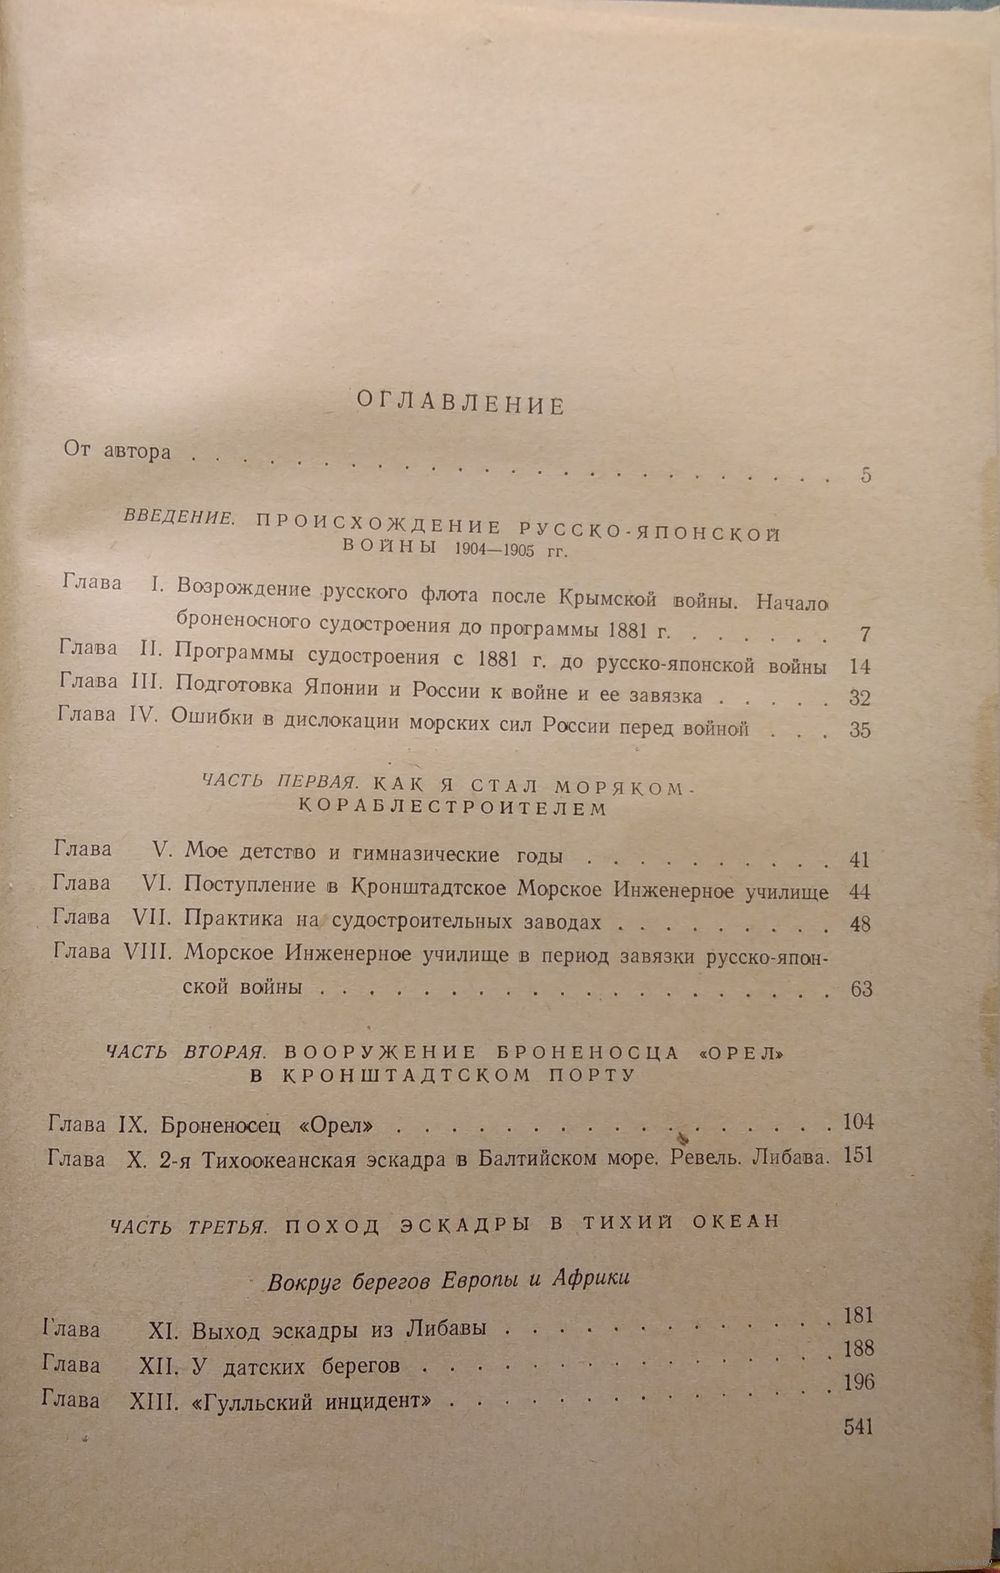 ОГЛАВЛЕНИЕ
От автора . . . . . . . . . . . . . . . . . . . . . . . . . 5
ВВЕДЕНИЕ. ПРОИСХОЖДЕНИЕ РУССКО-ЯПОНСКОЙ
ВОЙНЫ 1904—1905 гг.
Глава I. Возрождение русского флота после Крымской войны. Начало
броненосного судостроения до программы 1881 г. . . . . . . 7
Глава II. Программы судостроения с 1881 г. до русско-японской войны 14
Глава III. Подготовка Японии и России к войне и ее завязка . . . . . 32
Глава IV. Ошибки в дислокации морских сил России перед войной . . . 35
ЧАСТЬ ПЕРВАЯ. КАК Я СТАЛ МОРЯКОМ-
КОРАБЛЕСТРОИТЕЛЕМ
Глава V. Мое детство и гимназические годы . . . . . . . . . . 41
Глава VI. Поступление в Кронштадтское Морское Инженерное училище 44
Глава VII. Практика на судостроительных заводах . . . . . . . . . 48
Глава VIII. Морское Инженерное училище в период завязки русско-япон-
ской войны . . . . . . . . . . . . . . . . . . . . 63
ЧАСТЬ ВТОРАЯ. ВООРУЖЕНИЕ БРОНЕНОСЦА «ОРЕЛ»
В КРОНШТАДТСКОМ ПОРТУ
Глава IX. Броненосец «Орел» . . . . . . . . . . . . . . . . . 104
Глава X. 2-я Тихоокеанская эскадра в Балтийском море. Ревель. Либава. 151
ЧАСТЬ ТРЕТЬЯ. ПОХОД ЭСКАДРЫ В ТИХИЙ ОКЕАН
Вокруг берегов Европы и Африки
Глава XI. Выход эскадры из Либавы . . . . . . . . . . . . . 181
Глава XII. У датских берегов . . . . . . . . . . . . . . . . 188
Глава XIII. «Гулльский инцидент» . . . . . . . . . . . . . . . 196
541